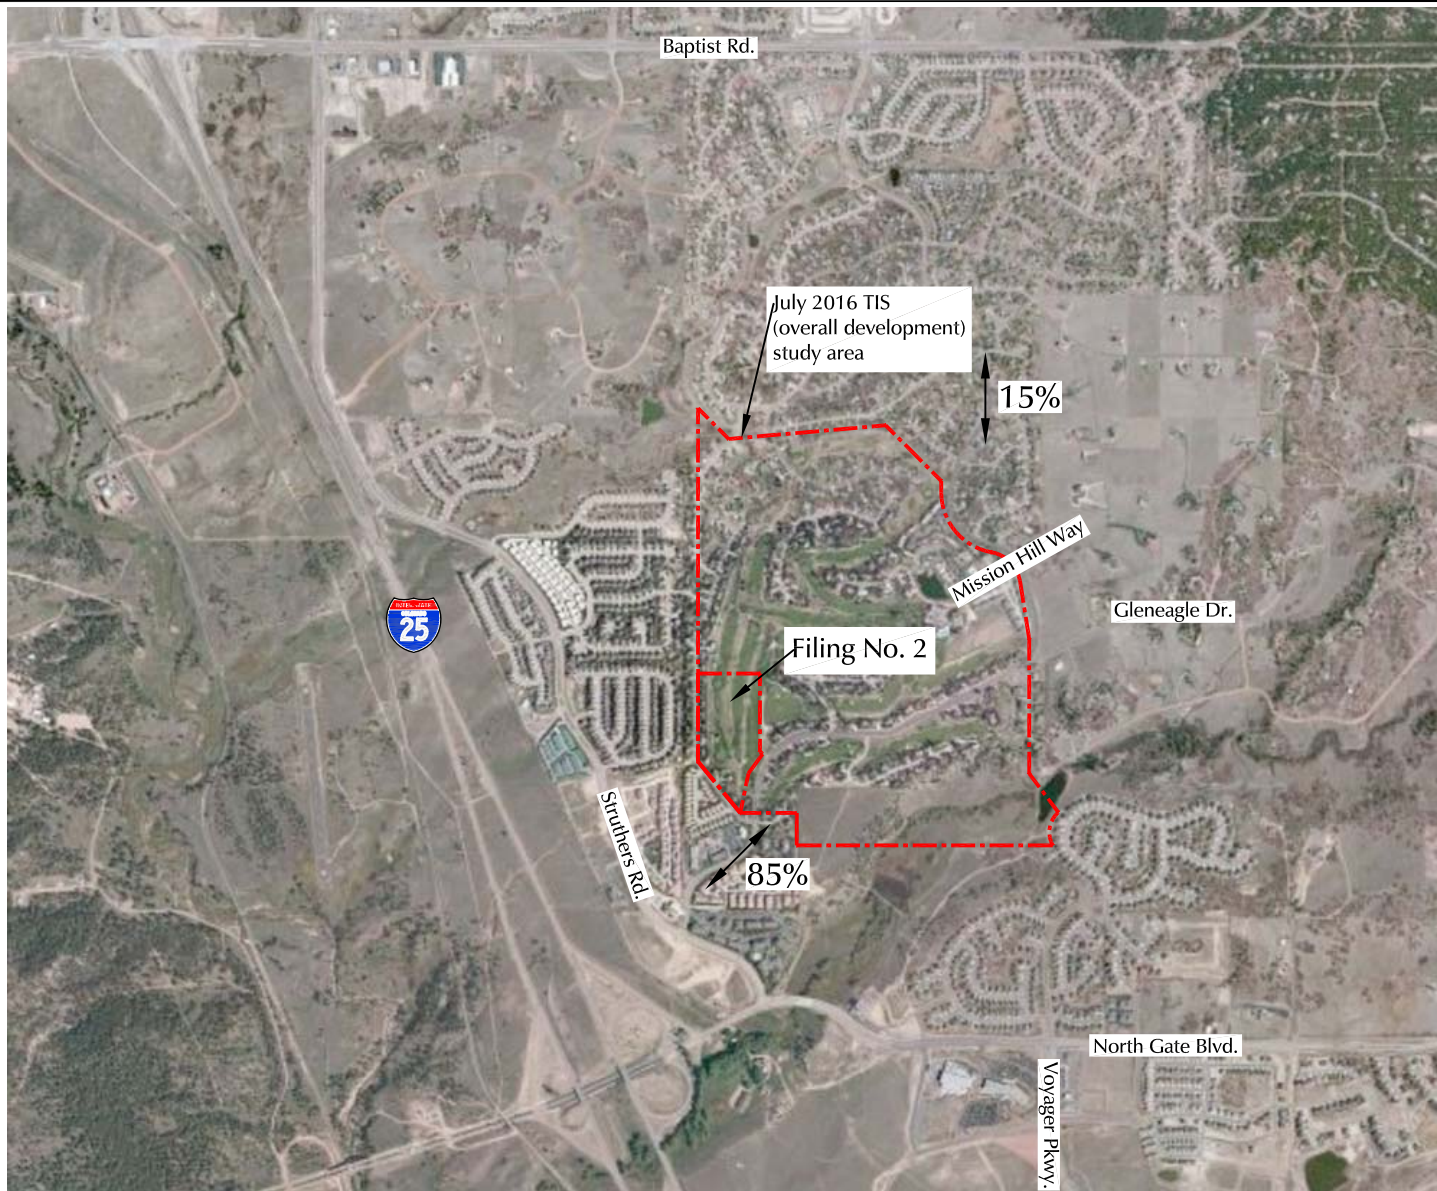 Baptist Rd.
July 2016 TIS
(overall development)
study area
15%
Mission Hill Way
Gleneagle Dr.
INTERSTATE
25
Filing No. 2
Struthers Rd.
85%
North Gate Blvd.
Voyager Pkwy.